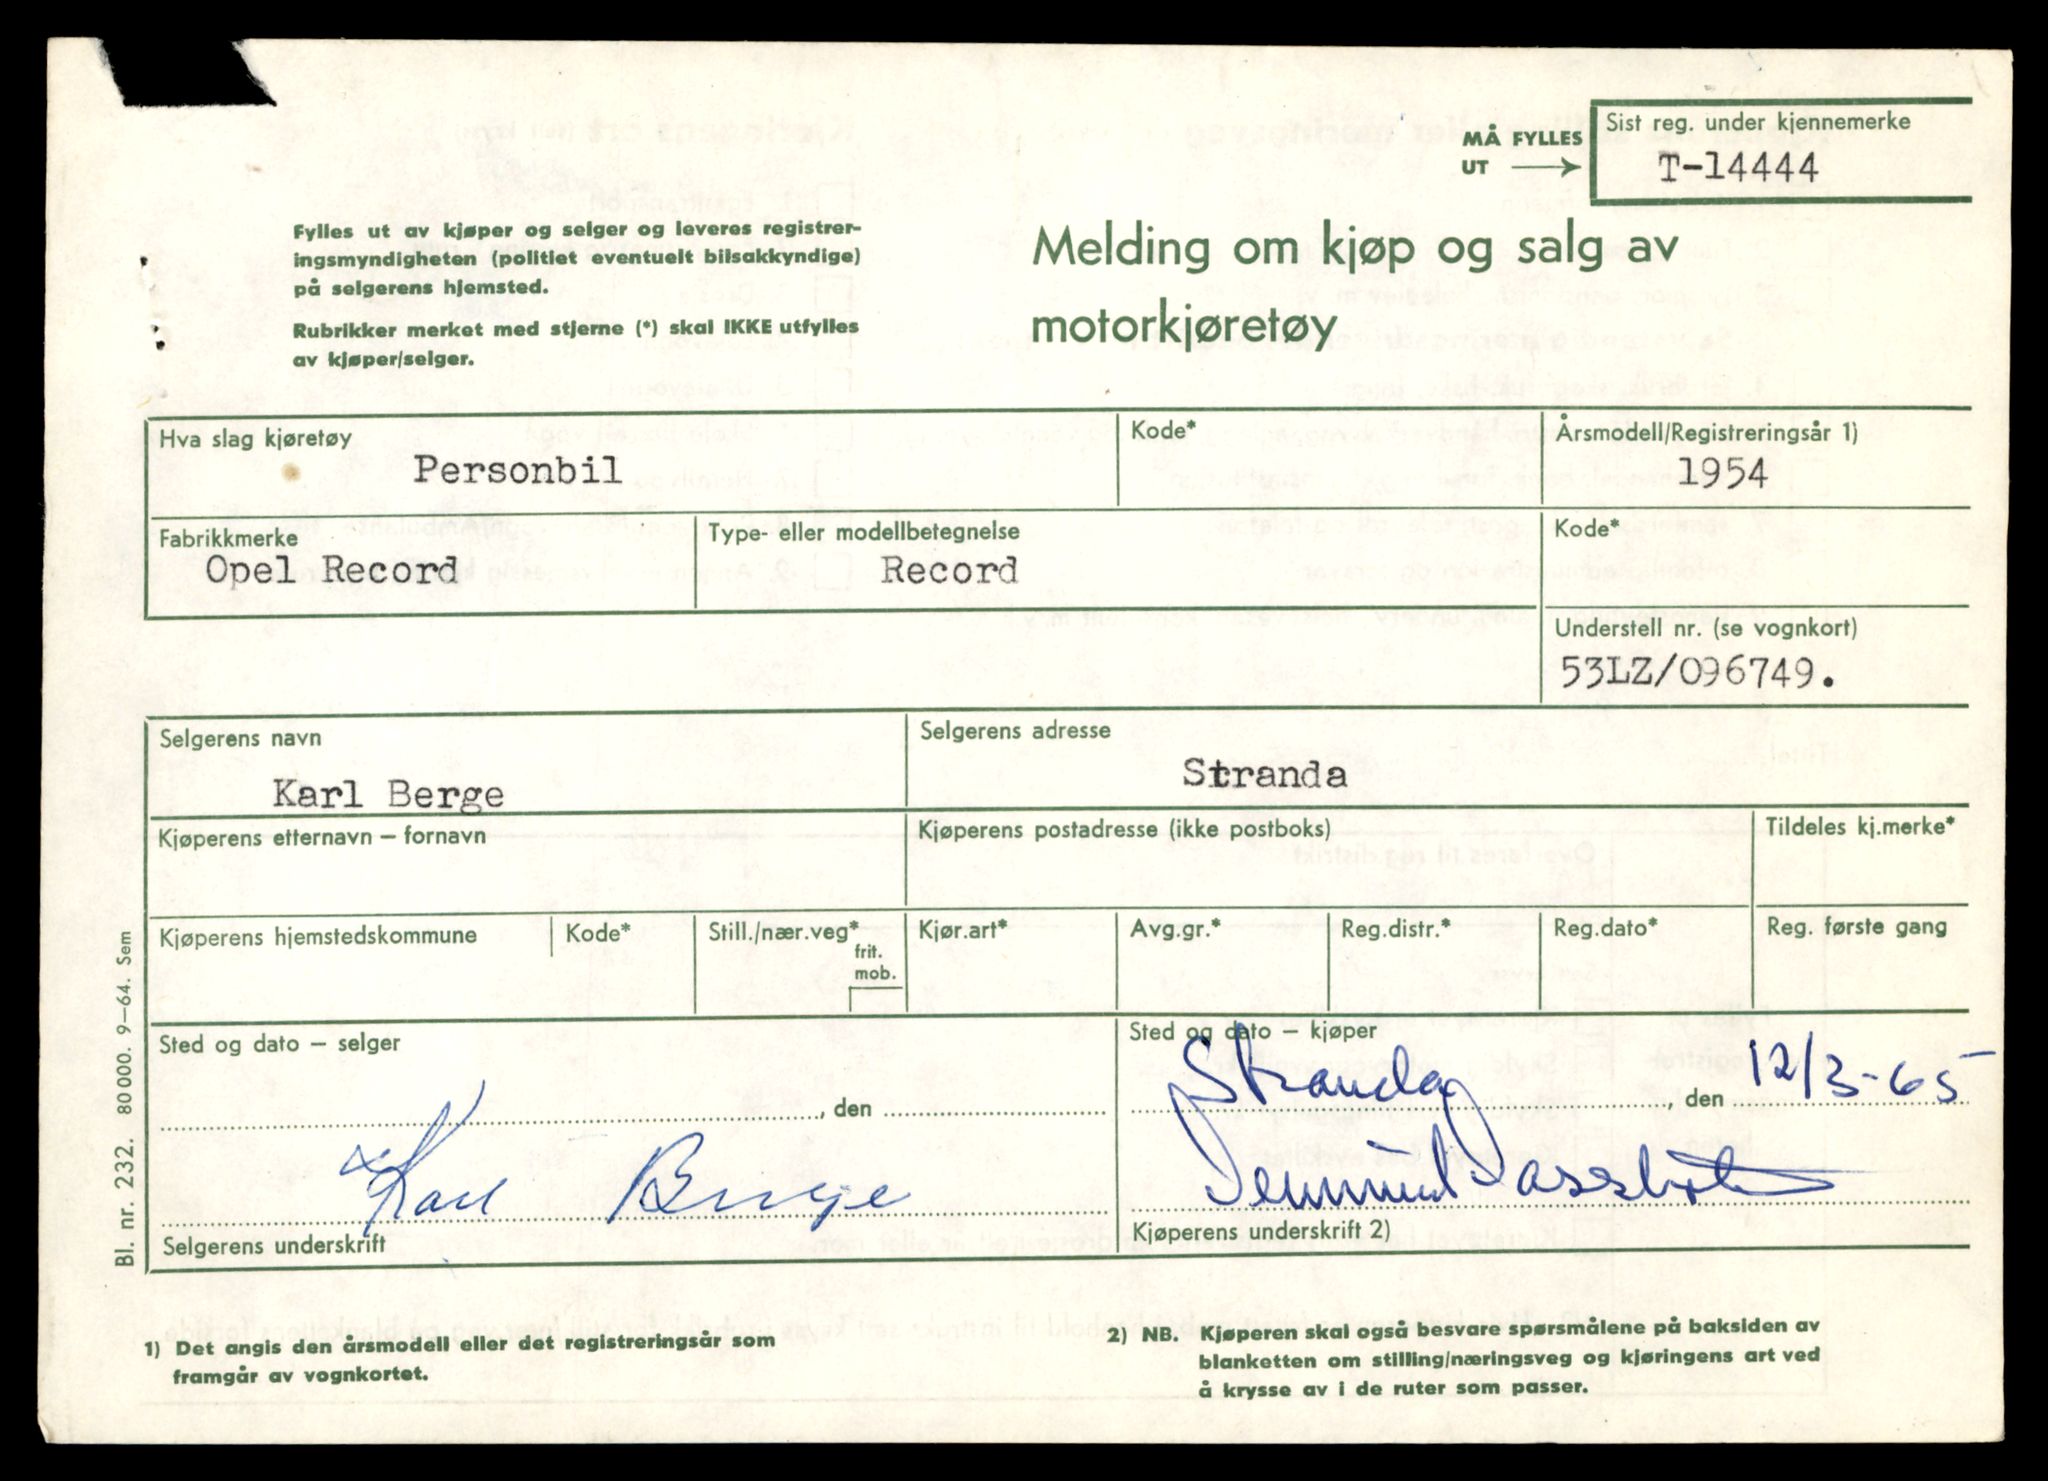 MÅ FYLLES
UT
Sist reg. under kjennemerke
T-14444
Fylles ut av kjøper og selger og leveres registrer-
ingsmyndigheten (politiet eventuelt bilsakkyndige)
på selgerens hjemsted.
Rubrikker merket med stjerne (*) skal IKKE utfylles
av kjøper/selger.
Melding om kjøp og salg av
motorkjøretøy
Hva slag kjøretøy
Personbil
Kode*
Årsmodell/Registreringsår 1)
1954
Fabrikkmerke
Opel Record
Type- eller modellbetegnelse
Record
Kode*
Understell nr. (se vognkort)
53LZ/096749.
Selgerens navn
Karl Berge
Selgerens adresse
Stranda
Kjøperens etternavn – fornavn
Kjøperens postadresse (ikke postboks)
Tildeles kj.merke*
Kjøperens hjemstedskommune
Kode*
Still./nær.veg*
frit.
mob.
Kjør.art*
Avg.gr.*
Reg.distr.*
Reg.dato*
Reg. første gang
Sted og dato – selger
, den
Karl Berge
Selgerens underskrift
Sted og dato – kjøper
Stranda, den 12/3-65
Kjøperens underskrift 2)
Bl. nr. 232. 80000. 9–64. Sem
1) Det angis den årsmodell eller det registreringsår som
framgår av vognkortet.
2) NB. Kjøperen skal også besvare spørsmålene på baksiden av
blanketten om stilling/næringsveg og kjøringens art ved
å krysse av i de ruter som passer.